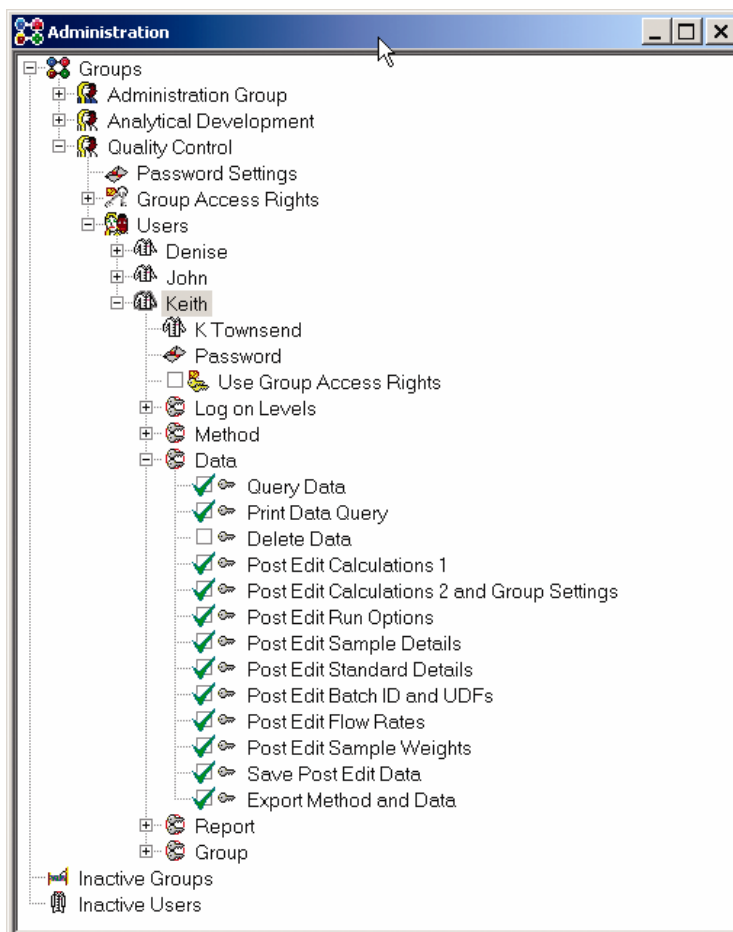 Administration
Groups
Administration Group
Analytical Development
Quality Control
Password Settings
Group Access Rights
Users
Denise
John
Keith
K Townsend
Password
Use Group Access Rights
Log on Levels
Method
Data
Query Data
Print Data Query
Delete Data
Post Edit Calculations 1
Post Edit Calculations 2 and Group Settings
Post Edit Run Options
Post Edit Sample Details
Post Edit Standard Details
Post Edit Batch ID and UDFs
Post Edit Flow Rates
Post Edit Sample Weights
Save Post Edit Data
Export Method and Data
Report
Group
Inactive Groups
Inactive Users